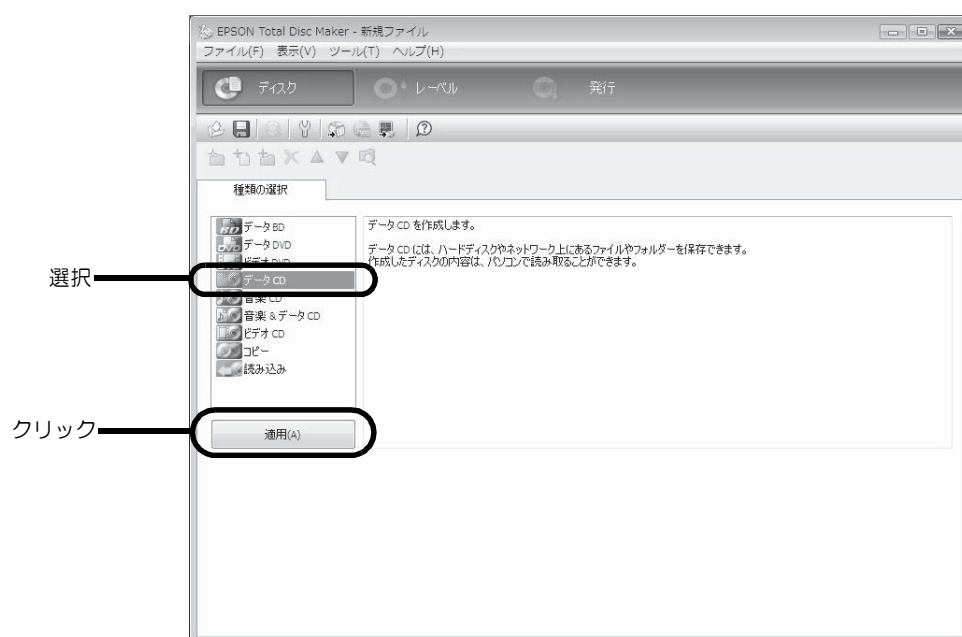 EPSON Total Disc Maker - 新規ファイル
ファイル(F) 表示(V) ツール(T) ヘルプ(H)
ディスク レーベル 発行
種類の選択
データ BD
データ DVD
ビデオ DVD
データ CD
音楽 CD
音楽 & データ CD
ビデオ CD
コピー
読み込み
適用(A)
データ CD を作成します。
データ CD には、ハードディスクやネットワーク上にあるファイルやフォルダーを保存できます。
作成したディスクの内容は、パソコンで読み取ることができます。
選択
クリック